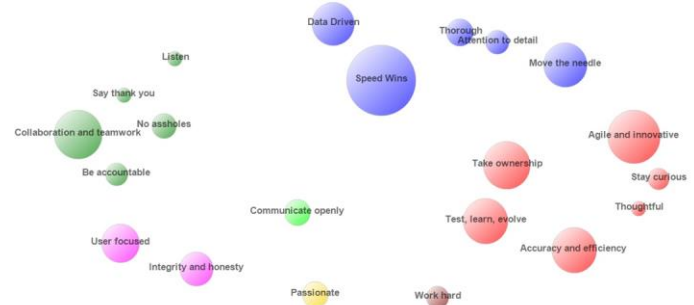 Data Driven
Thorough
Attention to detail
Listen
Move the needle
Speed Wins
Say thank you
No assholes
Collaboration and teamwork
Agile and innovative
Take ownership
Be accountable
Stay curious
Thoughtful
Communicate openly
Test, learn, evolve
User focused
Accuracy and efficiency
Integrity and honesty
Passionate
Work hard